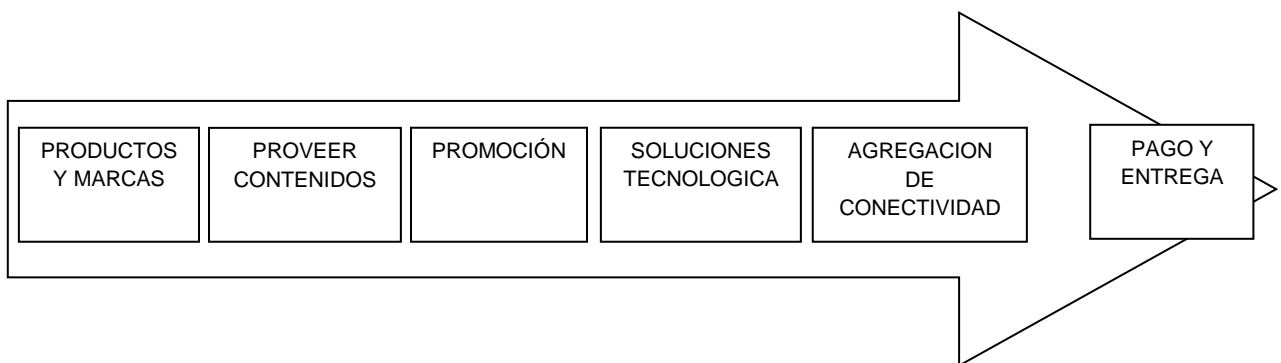 PRODUCTOS
Y MARCAS
PROVEER
CONTENIDOS
PROMOCIÓN
SOLUCIONES
TECNOLOGICA
AGREGACION
DE
CONECTIVIDAD
PAGO Y
ENTREGA